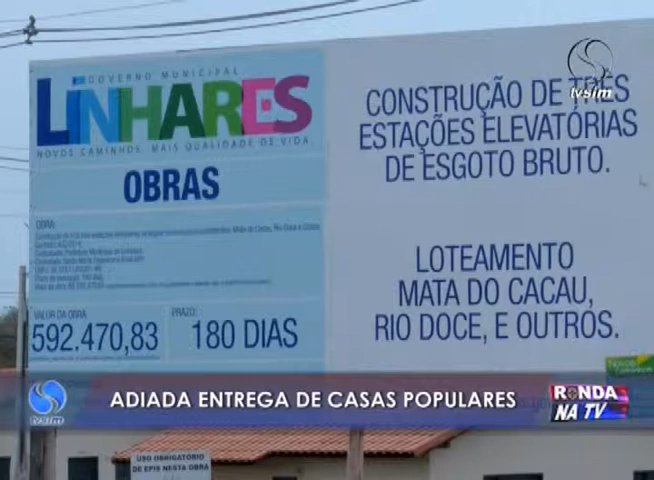 GOVERNO MUNICIPAL
LINHARES
NOVOS CAMINHOS. MAIS QUALIDADE DE VIDA.
OBRAS
OBRA:
VALOR DA OBRA
592.470,83
PRAZO:
180 DIAS
CONSTRUÇÃO DE TRÊS
ESTAÇÕES ELEVATÓRIAS
DE ESGOTO BRUTO.
LOTEAMENTO
MATA DO CACAU,
RIO DOCE, E OUTROS.
tvsim
ADIADA ENTREGA DE CASAS POPULARES
tvsim
RONDA
NA TV
USO OBRIGATÓRIO
DE EPIS NESTA OBRA